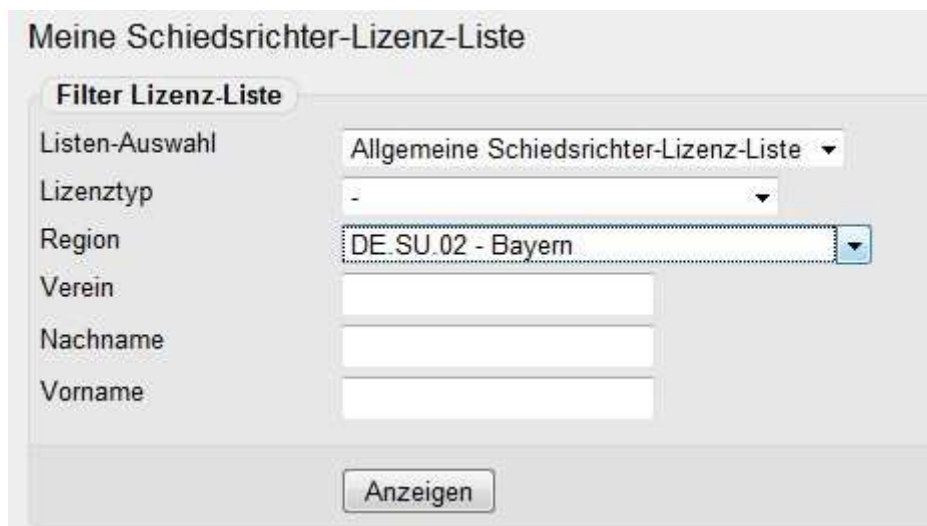 Meine Schiedsrichter-Lizenz-Liste
Filter Lizenz-Liste
Listen-Auswahl Allgemeine Schiedsrichter-Lizenz-Liste
Lizenztyp -
Region DE.SU.02 - Bayern
Verein
Nachname
Vorname
Anzeigen